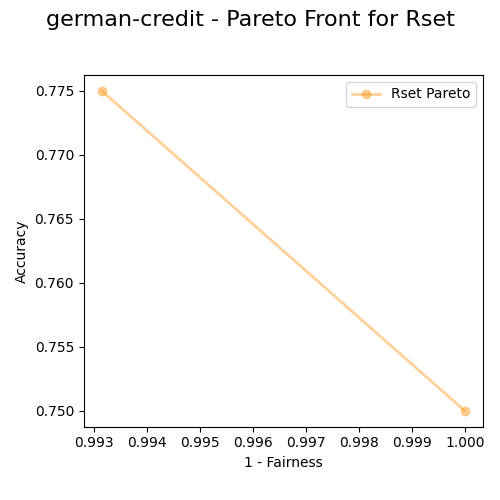 german-credit - Pareto Front for Rset
Rset Pareto
0.775
0.770
0.765
0.760
0.755
0.750
Accuracy
0.993 0.994 0.995 0.996 0.997 0.998 0.999 1.000
1 - Fairness